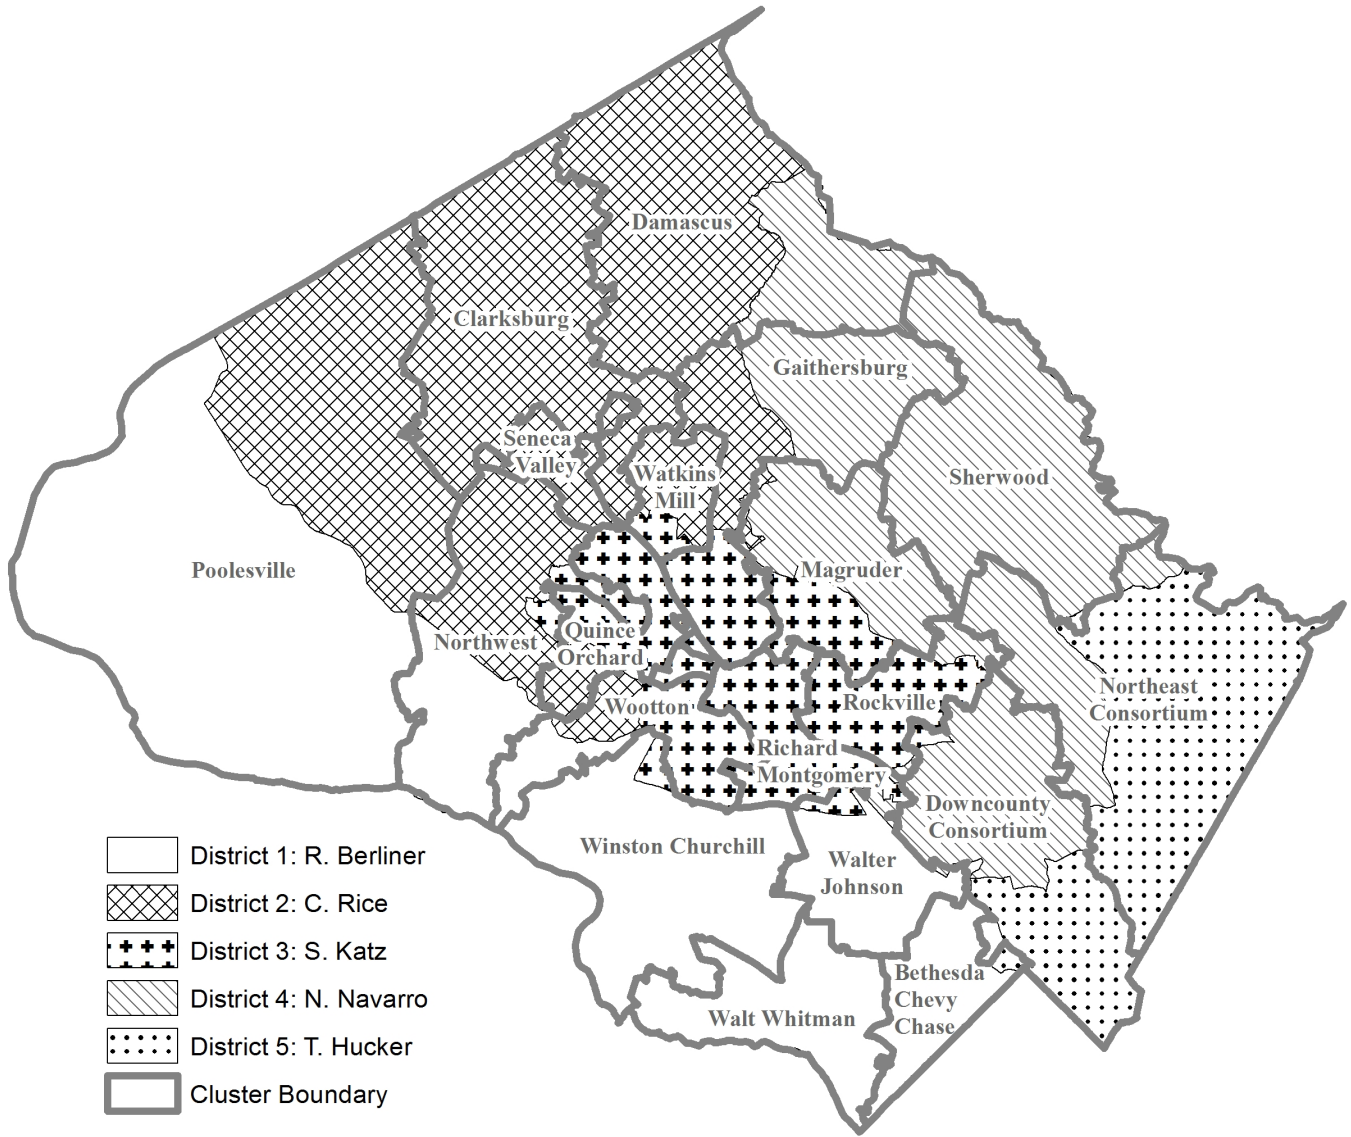 Damascus
Clarksburg
Gaithersburg
Seneca
Valley
Watkins
Mill
Sherwood
Poolesville
Magruder
Northwest
Quince
Orchard
Wootton
Rockville
Northeast
Consortium
Richard
Montgomery
Downcounty
Consortium
Winston Churchill
Walter
Johnson
Bethesda
Chevy
Chase
Walt Whitman
District 1: R. Berliner
District 2: C. Rice
District 3: S. Katz
District 4: N. Navarro
District 5: T. Hucker
Cluster Boundary